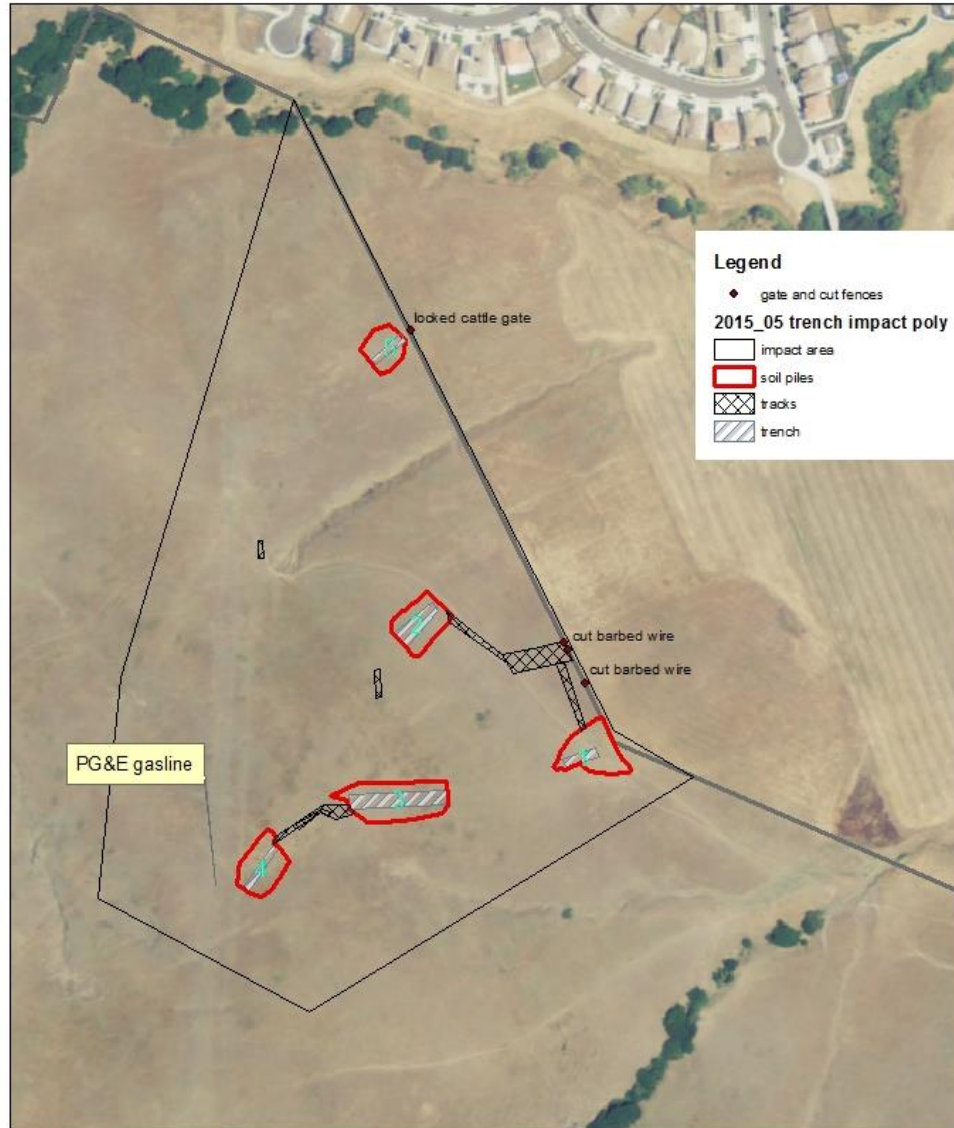 Legend
gate and cut fences
2015_05 trench impact poly
impact area
soil piles
tracks
trench
locked cattle gate
cut barbed wire
cut barbed wire
PG&E gasline